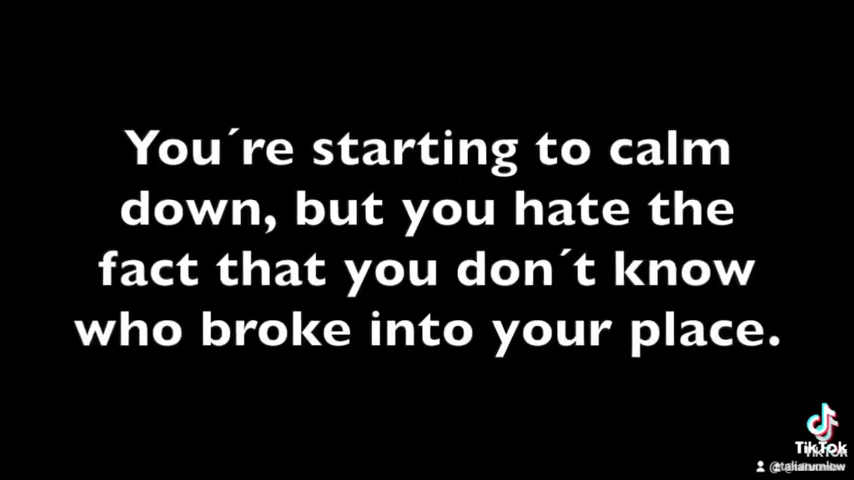 You´re starting to calm
down, but you hate the
fact that you don´t know
who broke into your place.
TikTok